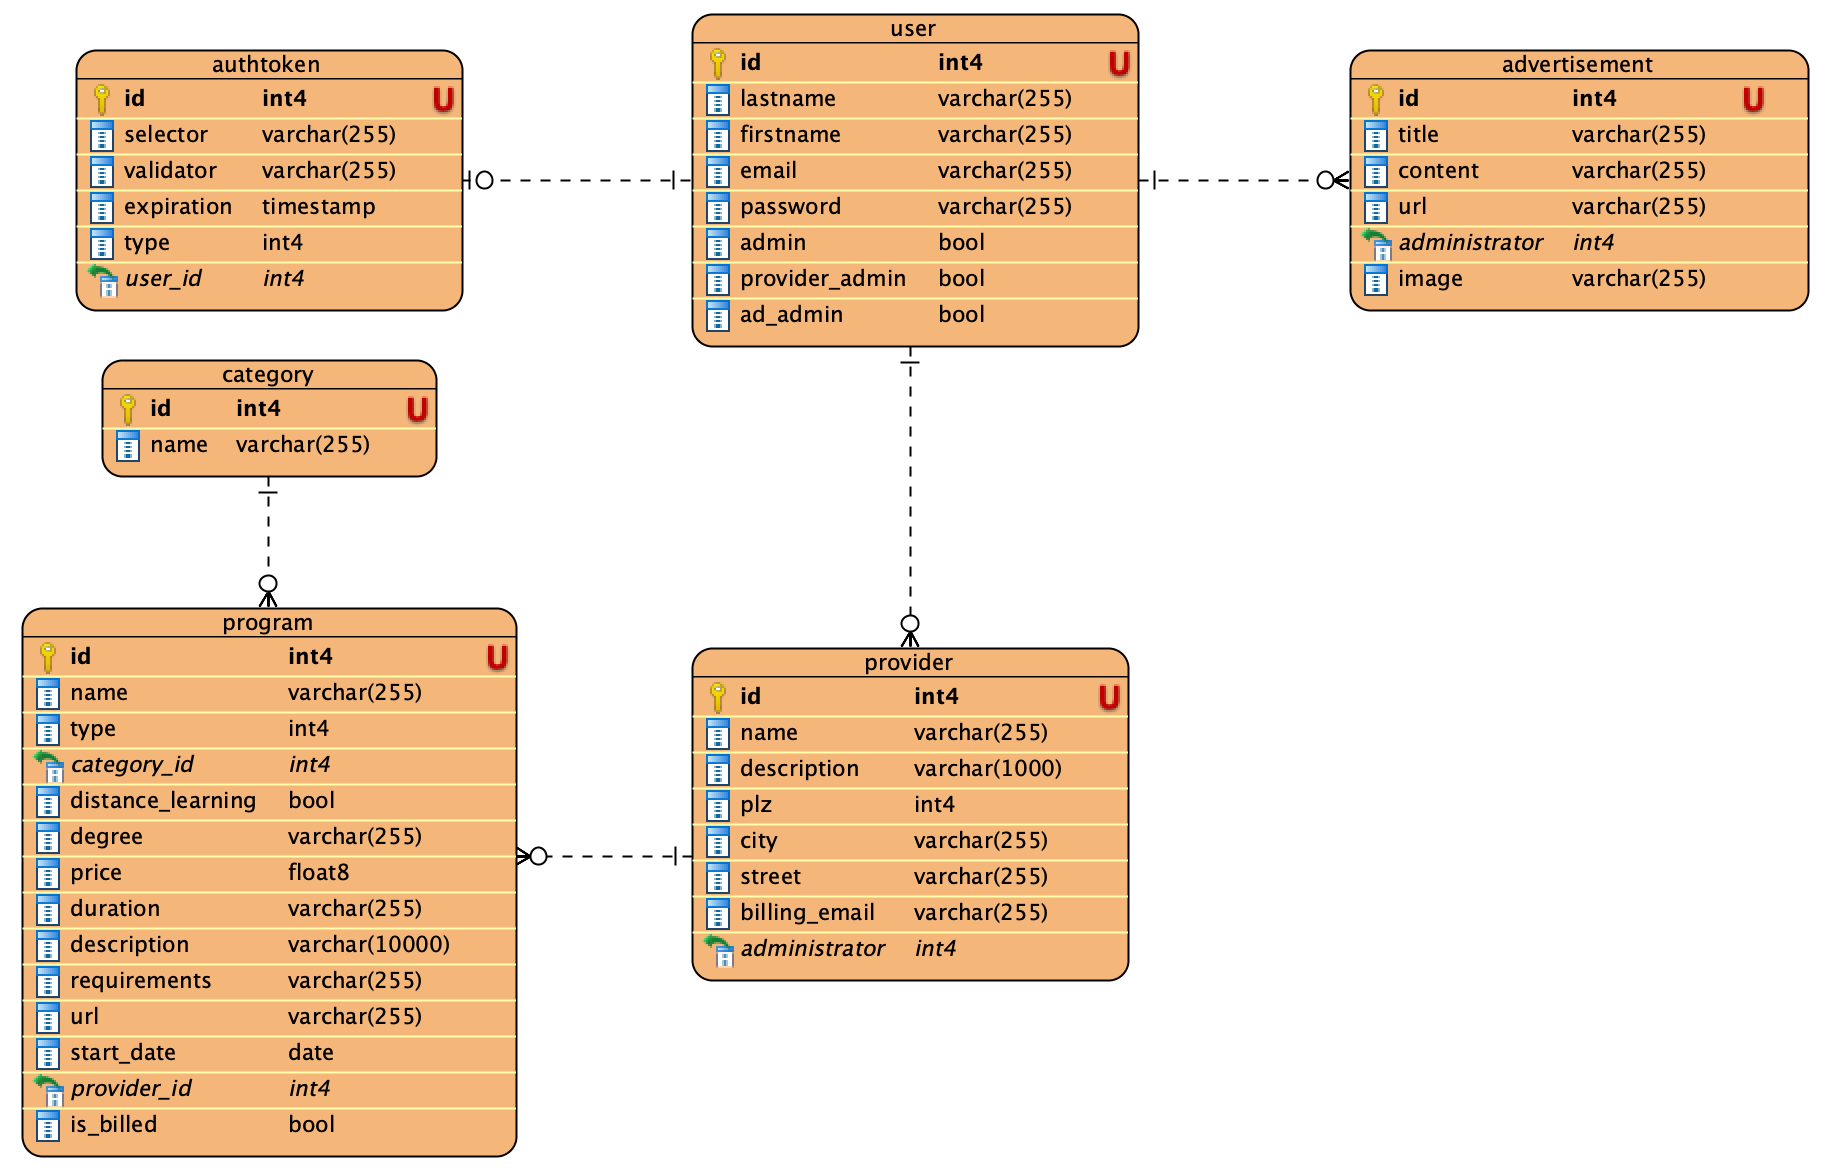 authtoken
id int4 U
selector varchar(255)
validator varchar(255)
expiration timestamp
type int4
user_id int4
user
id int4 U
lastname varchar(255)
firstname varchar(255)
email varchar(255)
password varchar(255)
admin bool
provider_admin bool
ad_admin bool
advertisement
id int4 U
title varchar(255)
content varchar(255)
url varchar(255)
administrator int4
image varchar(255)
category
id int4 U
name varchar(255)
program
id int4 U
name varchar(255)
type int4
category_id int4
distance_learning bool
degree varchar(255)
price float8
duration varchar(255)
description varchar(10000)
requirements varchar(255)
url varchar(255)
start_date date
provider_id int4
is_billed bool
provider
id int4 U
name varchar(255)
description varchar(1000)
plz int4
city varchar(255)
street varchar(255)
billing_email varchar(255)
administrator int4